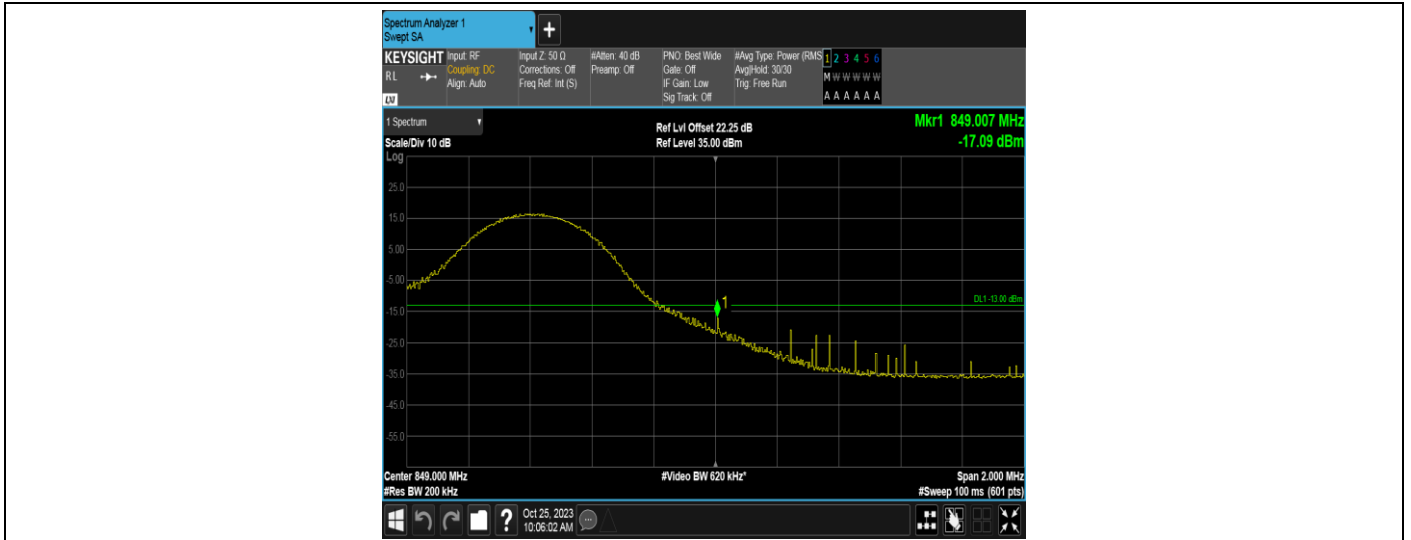 Spectrum Analyzer 1
Swept SA
+
KEYSIGHT
RL
LXI
Input: RF
Coupling: DC
Align: Auto
Input Z: 50 Ω
Corrections: Off
Freq Ref: Int (S)
#Atten: 40 dB
Preamp: Off
PNO: Best Wide
Gate: Off
IF Gain: Low
Sig Track: Off
#Avg Type: Power (RMS
Avg|Hold: 30/30
Trig: Free Run
1 2 3 4 5 6
M W W W W W
A A A A A A
1 Spectrum
Scale/Div 10 dB
Ref Lvl Offset 22.25 dB
Ref Level 35.00 dBm
Mkr1 849.007 MHz
-17.09 dBm
Log
25.0
15.0
5.00
-5.00
-15.0
-25.0
-35.0
-45.0
-55.0
1
DL1 -13.00 dBm
Center 849.000 MHz
#Video BW 620 kHz*
Span 2.000 MHz
#Res BW 200 kHz
#Sweep 100 ms (601 pts)
?
Oct 25, 2023
10:06:02 AM